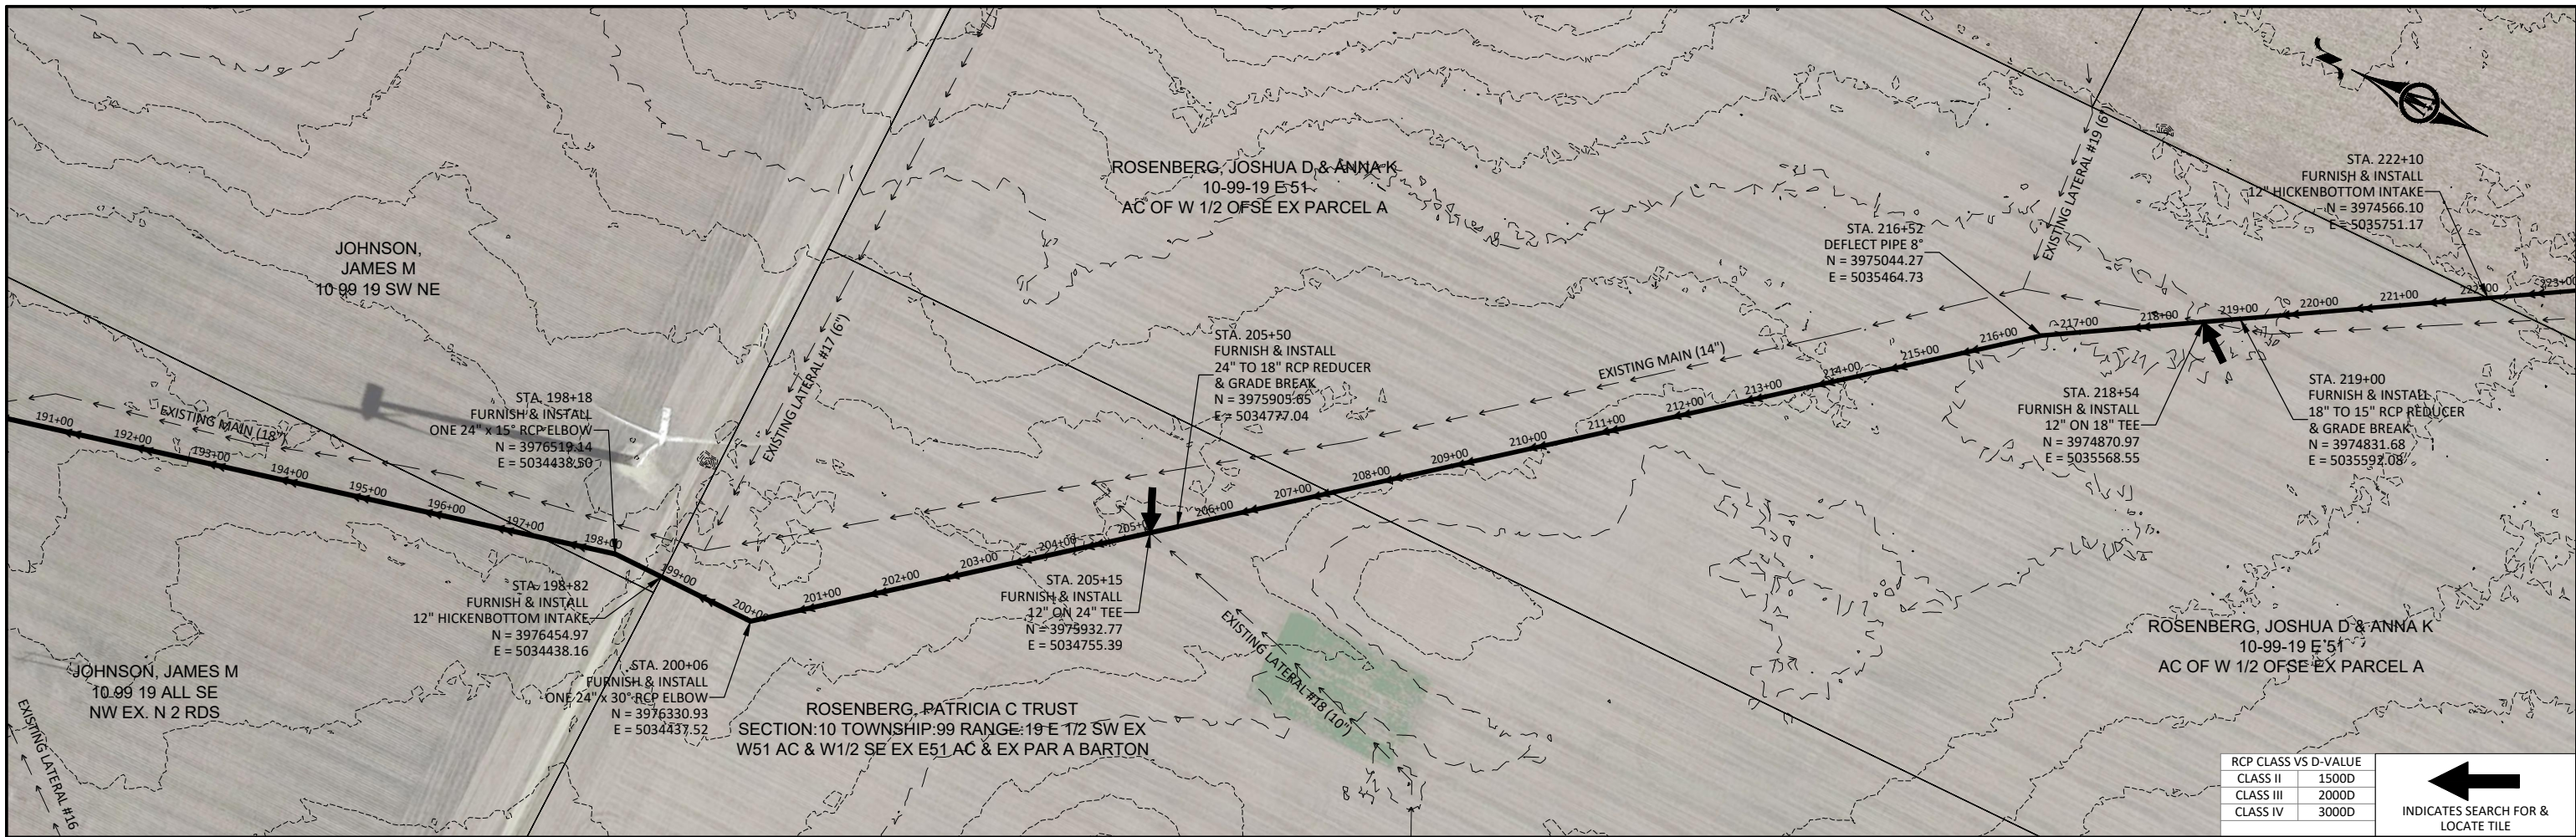 JOHNSON,
JAMES M
10 99 19 SW NE
ROSENBERG, JOSHUA D & ANNA K
10-99-19 E 51
AC OF W 1/2 OFSE EX PARCEL A
EXISTING LATERAL #17 (6")
EXISTING LATERAL #19 (6")
STA. 222+10
FURNISH & INSTALL
12" HICKENBOTTOM INTAKE
N = 3974566.10
E = 5035751.17
STA. 216+52
DEFLECT PIPE 8°
N = 3975044.27
E = 5035464.73
STA. 205+50
FURNISH & INSTALL
24" TO 18" RCP REDUCER
& GRADE BREAK
N = 3975905.65
E = 5034777.04
EXISTING MAIN (14")
STA. 198+18
FURNISH & INSTALL
ONE 24" x 15° RCP ELBOW
N = 3976519.14
E = 5034438.50
EXISTING MAIN (18")
191+00
192+00
193+00
194+00
195+00
196+00
197+00
198+00
199+00
200+00
201+00
202+00
203+00
204+00
205+00
206+00
207+00
208+00
209+00
210+00
211+00
212+00
213+00
214+00
215+00
216+00
217+00
218+00
219+00
220+00
221+00
222+00
223+00
STA. 218+54
FURNISH & INSTALL
12" ON 18" TEE
N = 3974870.97
E = 5035568.55
STA. 219+00
FURNISH & INSTALL
18" TO 15" RCP REDUCER
& GRADE BREAK
N = 3974831.68
E = 5035592.08
STA. 198+82
FURNISH & INSTALL
12" HICKENBOTTOM INTAKE
N = 3976454.97
E = 5034438.16
STA. 205+15
FURNISH & INSTALL
12" ON 24" TEE
N = 3975932.77
E = 5034755.39
STA. 200+06
FURNISH & INSTALL
ONE 24" x 30° RCP ELBOW
N = 3976330.93
E = 5034437.52
EXISTING LATERAL #18 (10")
JOHNSON, JAMES M
10 99 19 ALL SE
NW EX. N 2 RDS
EXISTING LATERAL #16
ROSENBERG, PATRICIA C TRUST
SECTION:10 TOWNSHIP:99 RANGE:19 E 1/2 SW EX
W51 AC & W1/2 SE EX E51 AC & EX PAR A BARTON
ROSENBERG, JOSHUA D & ANNA K
10-99-19 E 51
AC OF W 1/2 OFSE EX PARCEL A
RCP CLASS VS D-VALUE
CLASS II 1500D
CLASS III 2000D
CLASS IV 3000D
INDICATES SEARCH FOR &
LOCATE TILE